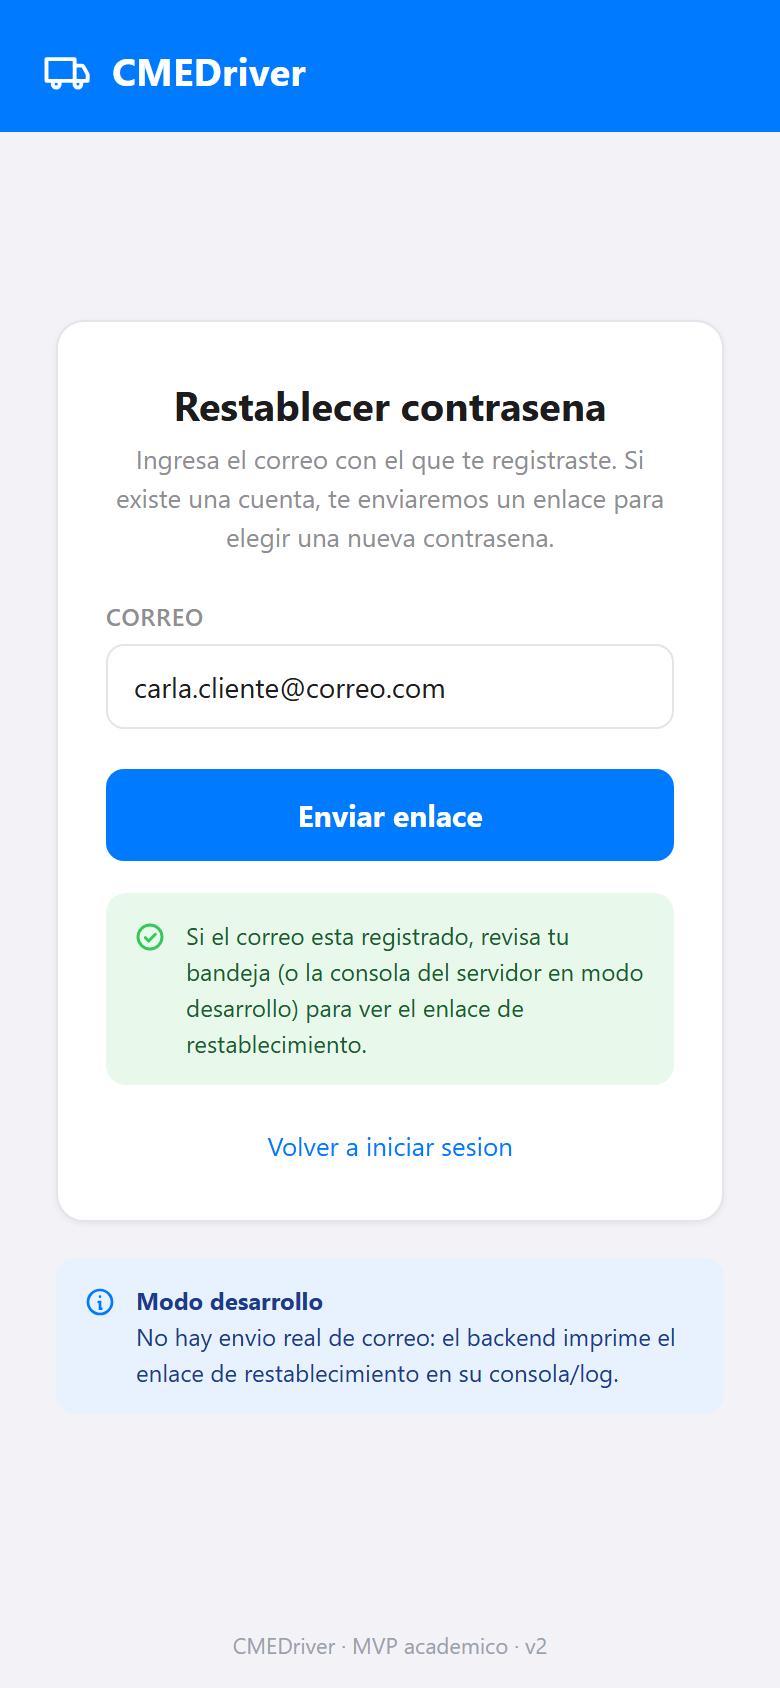 CMEDriver
Restablecer contrasena
Ingresa el correo con el que te registraste. Si
existe una cuenta, te enviaremos un enlace para
elegir una nueva contrasena.
CORREO
carla.cliente@correo.com
Enviar enlace
Si el correo esta registrado, revisa tu
bandeja (o la consola del servidor en modo
desarrollo) para ver el enlace de
restablecimiento.
Volver a iniciar sesion
Modo desarrollo
No hay envio real de correo: el backend imprime el
enlace de restablecimiento en su consola/log.
CMEDriver · MVP academico · v2